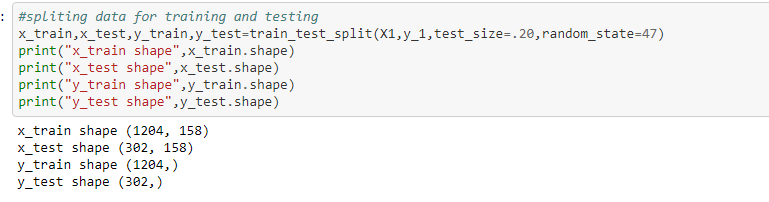 : #spliting data for training and testing
x_train,x_test,y_train,y_test=train_test_split(X1,y_1,test_size=.20,random_state=47)
print("x_train shape",x_train.shape)
print("x_test shape",x_test.shape)
print("y_train shape",y_train.shape)
print("y_test shape",y_test.shape)
x_train shape (1204, 158)
x_test shape (302, 158)
y_train shape (1204,)
y_test shape (302,)